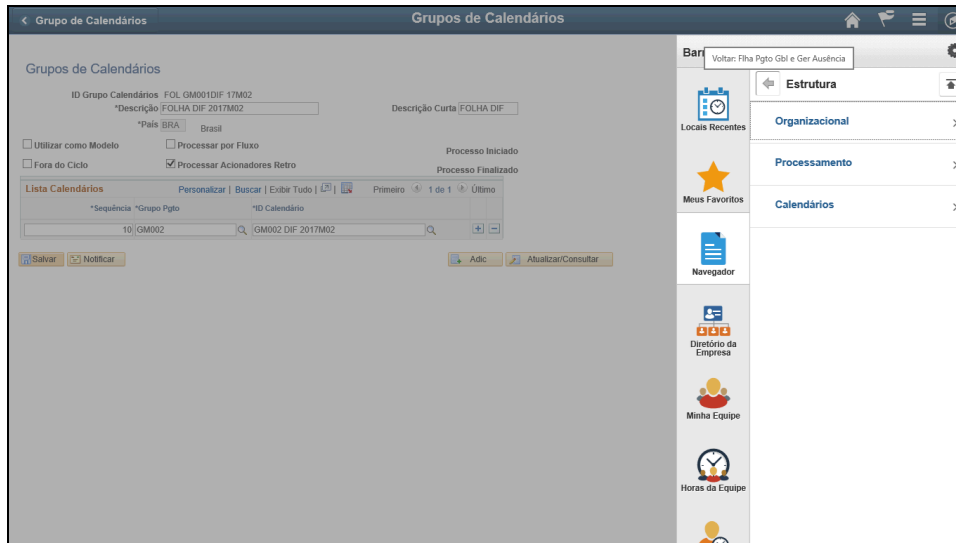 Grupo de Calendários
Grupos de Calendários
Grupos de Calendários
ID Grupo Calendários FOL GM001DIF 17M02
*Descrição FOLHA DIF 2017M02 Descrição Curta FOLHA DIF
*País BRA Brasil
Utilizar como Modelo Processar por Fluxo Processo Iniciado
Fora do Ciclo Processar Acionadores Retro Processo Finalizado
Lista Calendários Personalizar | Buscar | Exibir Tudo | Primeiro 1 de 1 Último
*Sequência *Grupo Pgto *ID Calendário
10 GM002 GM002 DIF 2017M02
Salvar Notificar Adic Atualizar/Consultar
Voltar: Flha Pgto Gbl e Ger Ausência
Locais Recentes
Meus Favoritos
Navegador
Diretório da
Empresa
Minha Equipe
Horas da Equipe
Estrutura
Organizacional
Processamento
Calendários